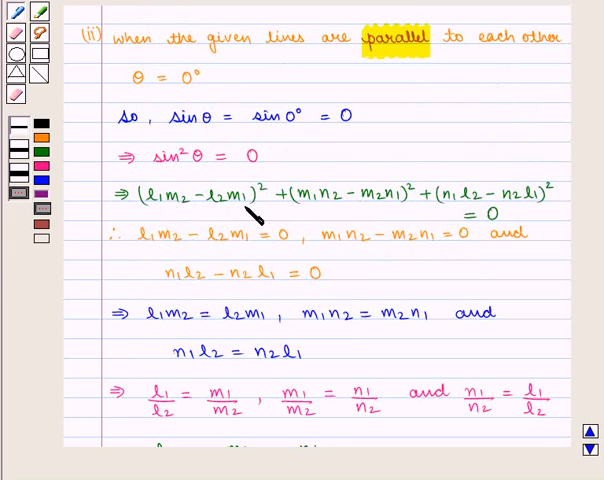 (ii) when the given lines are parallel to each other
θ = 0°
so, sinθ = sin0° = 0
⇒ sin²θ = 0
⇒ (l₁m₂ − l₂m₁)² + (m₁n₂ − m₂n₁)² + (n₁l₂ − n₂l₁)²
= 0
∴ l₁m₂ − l₂m₁ = 0, m₁n₂ − m₂n₁ = 0 and
n₁l₂ − n₂l₁ = 0
⇒ l₁m₂ = l₂m₁, m₁n₂ = m₂n₁ and
n₁l₂ = n₂l₁
⇒ l₁/l₂ = m₁/m₂, m₁/m₂ = n₁/n₂ and n₁/n₂ = l₁/l₂